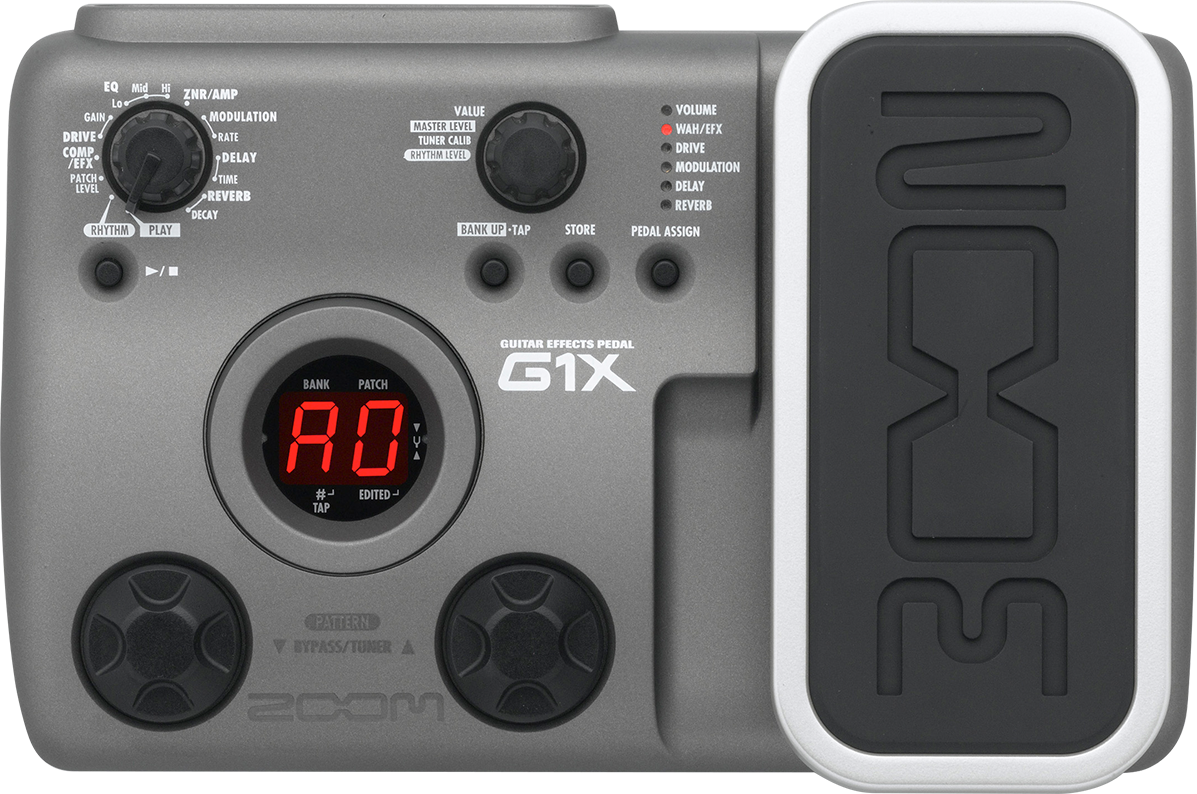 EQ Mid Hi
Lo
ZNR/AMP
GAIN
MODULATION
DRIVE
RATE
COMP
/EFX
DELAY
PATCH
LEVEL
TIME
REVERB
DECAY
RHYTHM PLAY
▶/■
VALUE
MASTER LEVEL
TUNER CALIB
RHYTHM LEVEL
VOLUME
WAH/EFX
DRIVE
MODULATION
DELAY
REVERB
BANK UP·TAP
STORE
PEDAL ASSIGN
GUITAR EFFECTS PEDAL
G1X
BANK PATCH
A0
# EDITED
TAP
PATTERN
▼ BYPASS/TUNER ▲
ZOOM
ZOOM